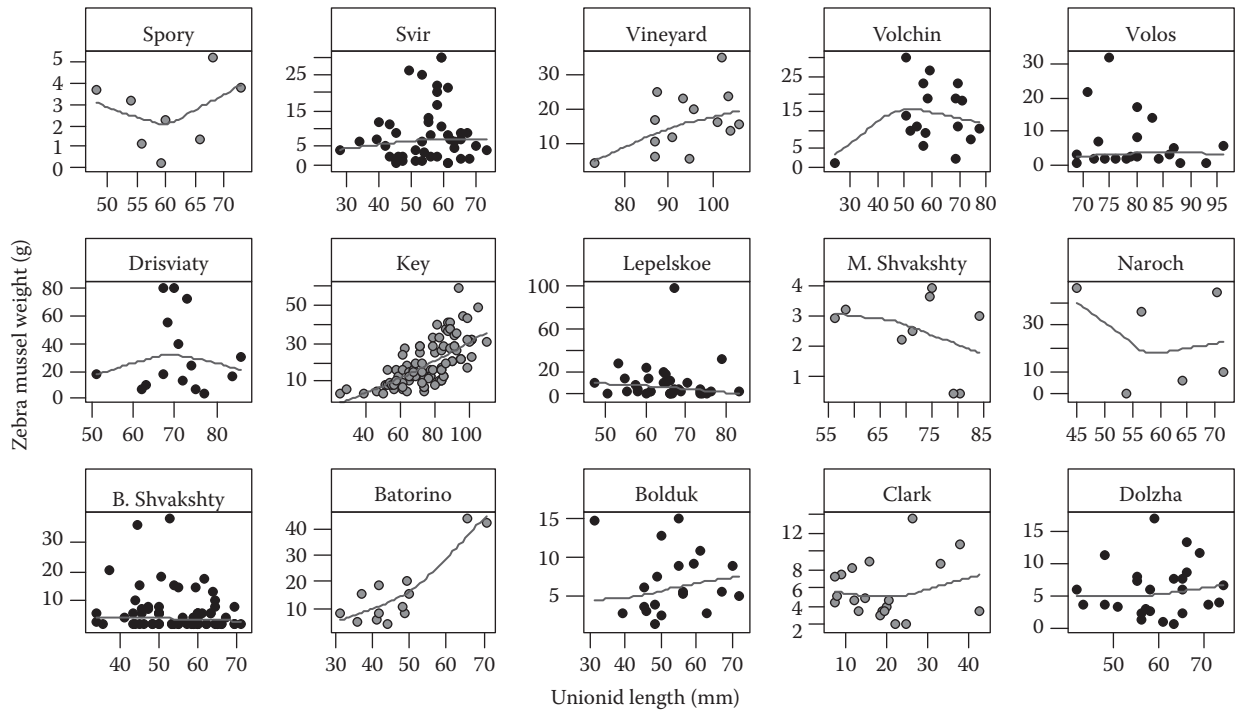 Zebra mussel weight (g)
Spory
5
4
3
2
1
0
50 55 60 66 70
Svir
25
15
10
5
0
30 40 50 60 70
Vineyard
30
20
10
80 100
Volchin
25
15
10
5
0
30 40 50 60 70 80
Volos
30
20
10
0
70 75 80 85 90 95
Drisviaty
80
60
40
20
0
50 60 70 80
Key
50
30
10
40 60 80 100
Lepelskoe
100
60
40
20
0
50 60 70 80
M. Shvakshty
4
3
2
1
55 65 75 85
Naroch
30
10
0
45 50 55 60 65 70
B. Shvakshty
30
20
10
40 50 60 70
Batorino
40
30
20
10
30 40 50 60 70
Bolduk
15
10
5
30 40 50 60 70
Clark
12
8
6
4
2
10 20 30 40
Dolzha
15
10
5
0
50 60 70
Unionid length (mm)